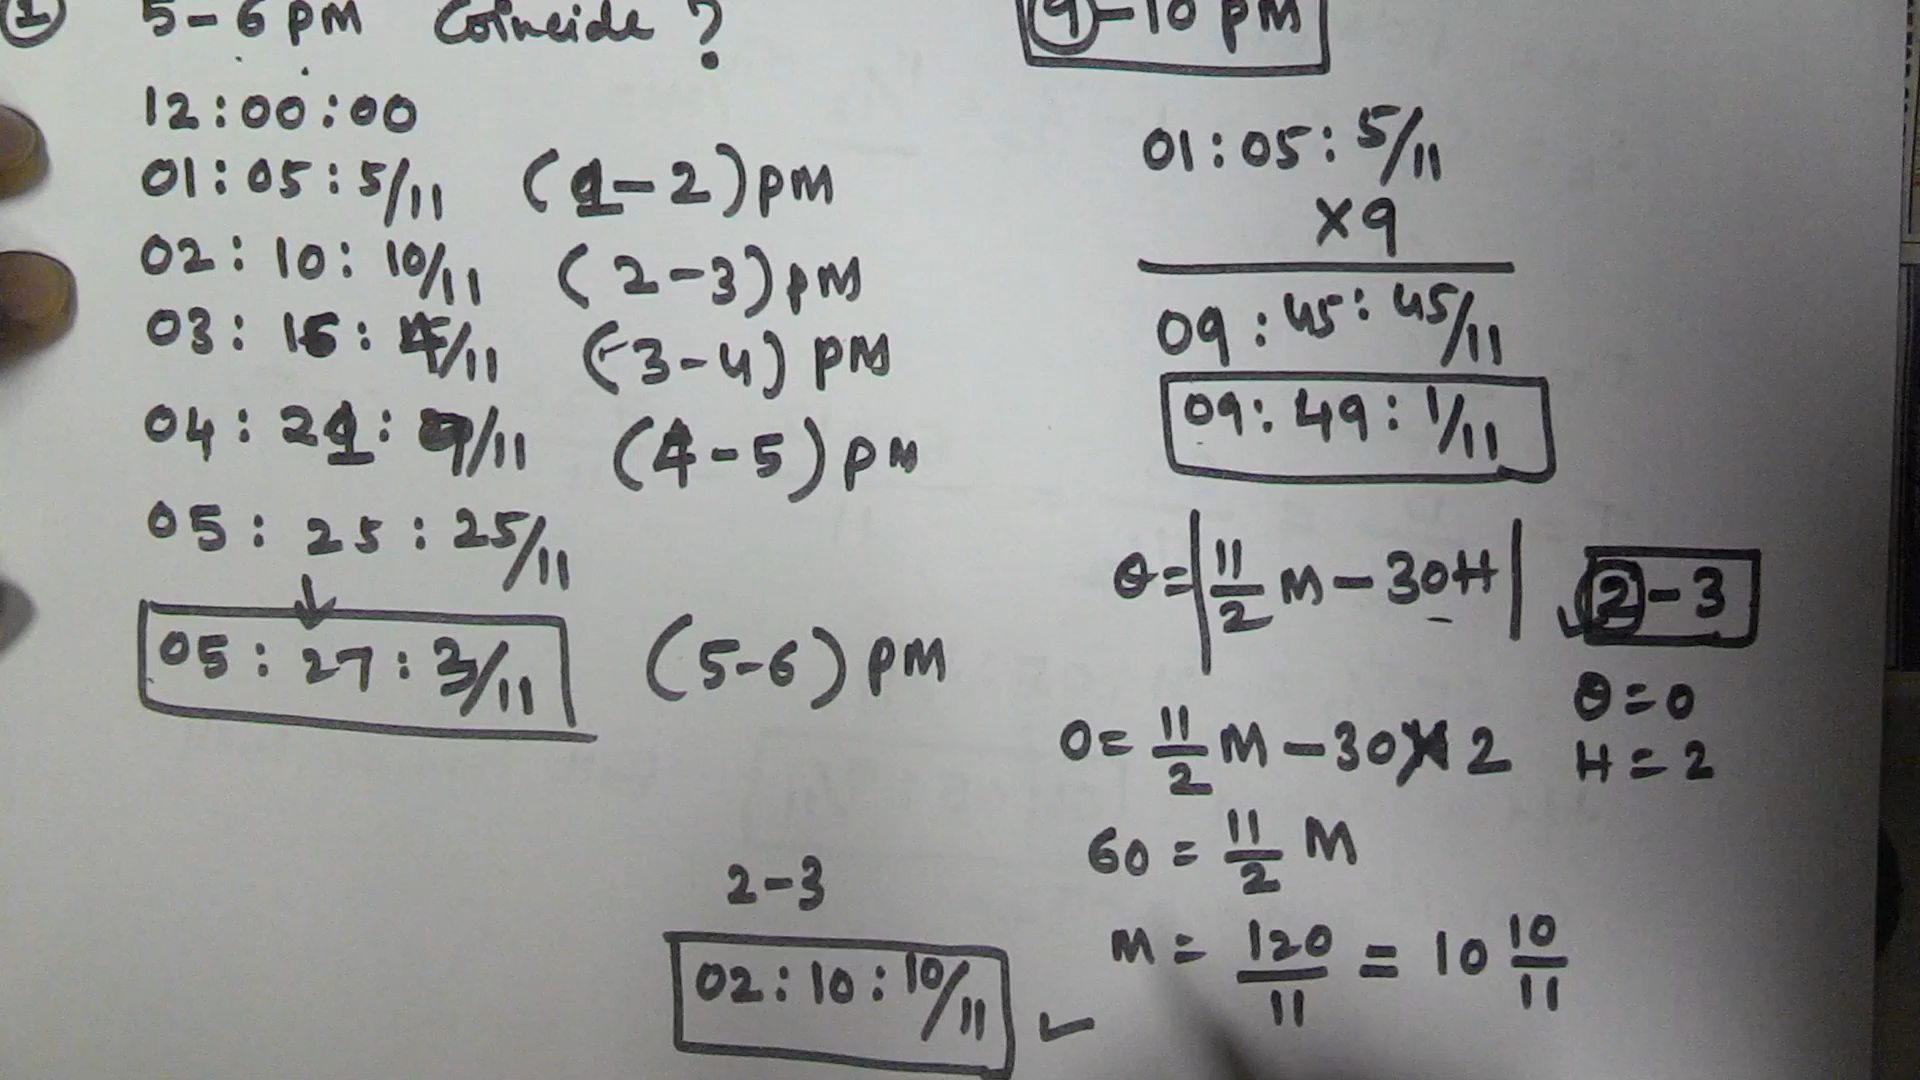 ① 5-6 pm Coincide ?
12:00:00
01:05:5/11 (1-2) pm
02:10:10/11 (2-3) pm
03:16:4/11 (3-4) pm
04:21:9/11 (4-5) pm
05:25:25/11
05:27:3/11 (5-6) pm
2-3
02:10:10/11 ✓
9-10 pm
01:05:5/11
×9
09:45:45/11
09:49:1/11
θ=|11/2 M-30H| ✓ 2-3
θ=0
H=2
0=11/2 M-30×2
60=11/2 M
M=120/11=10 10/11